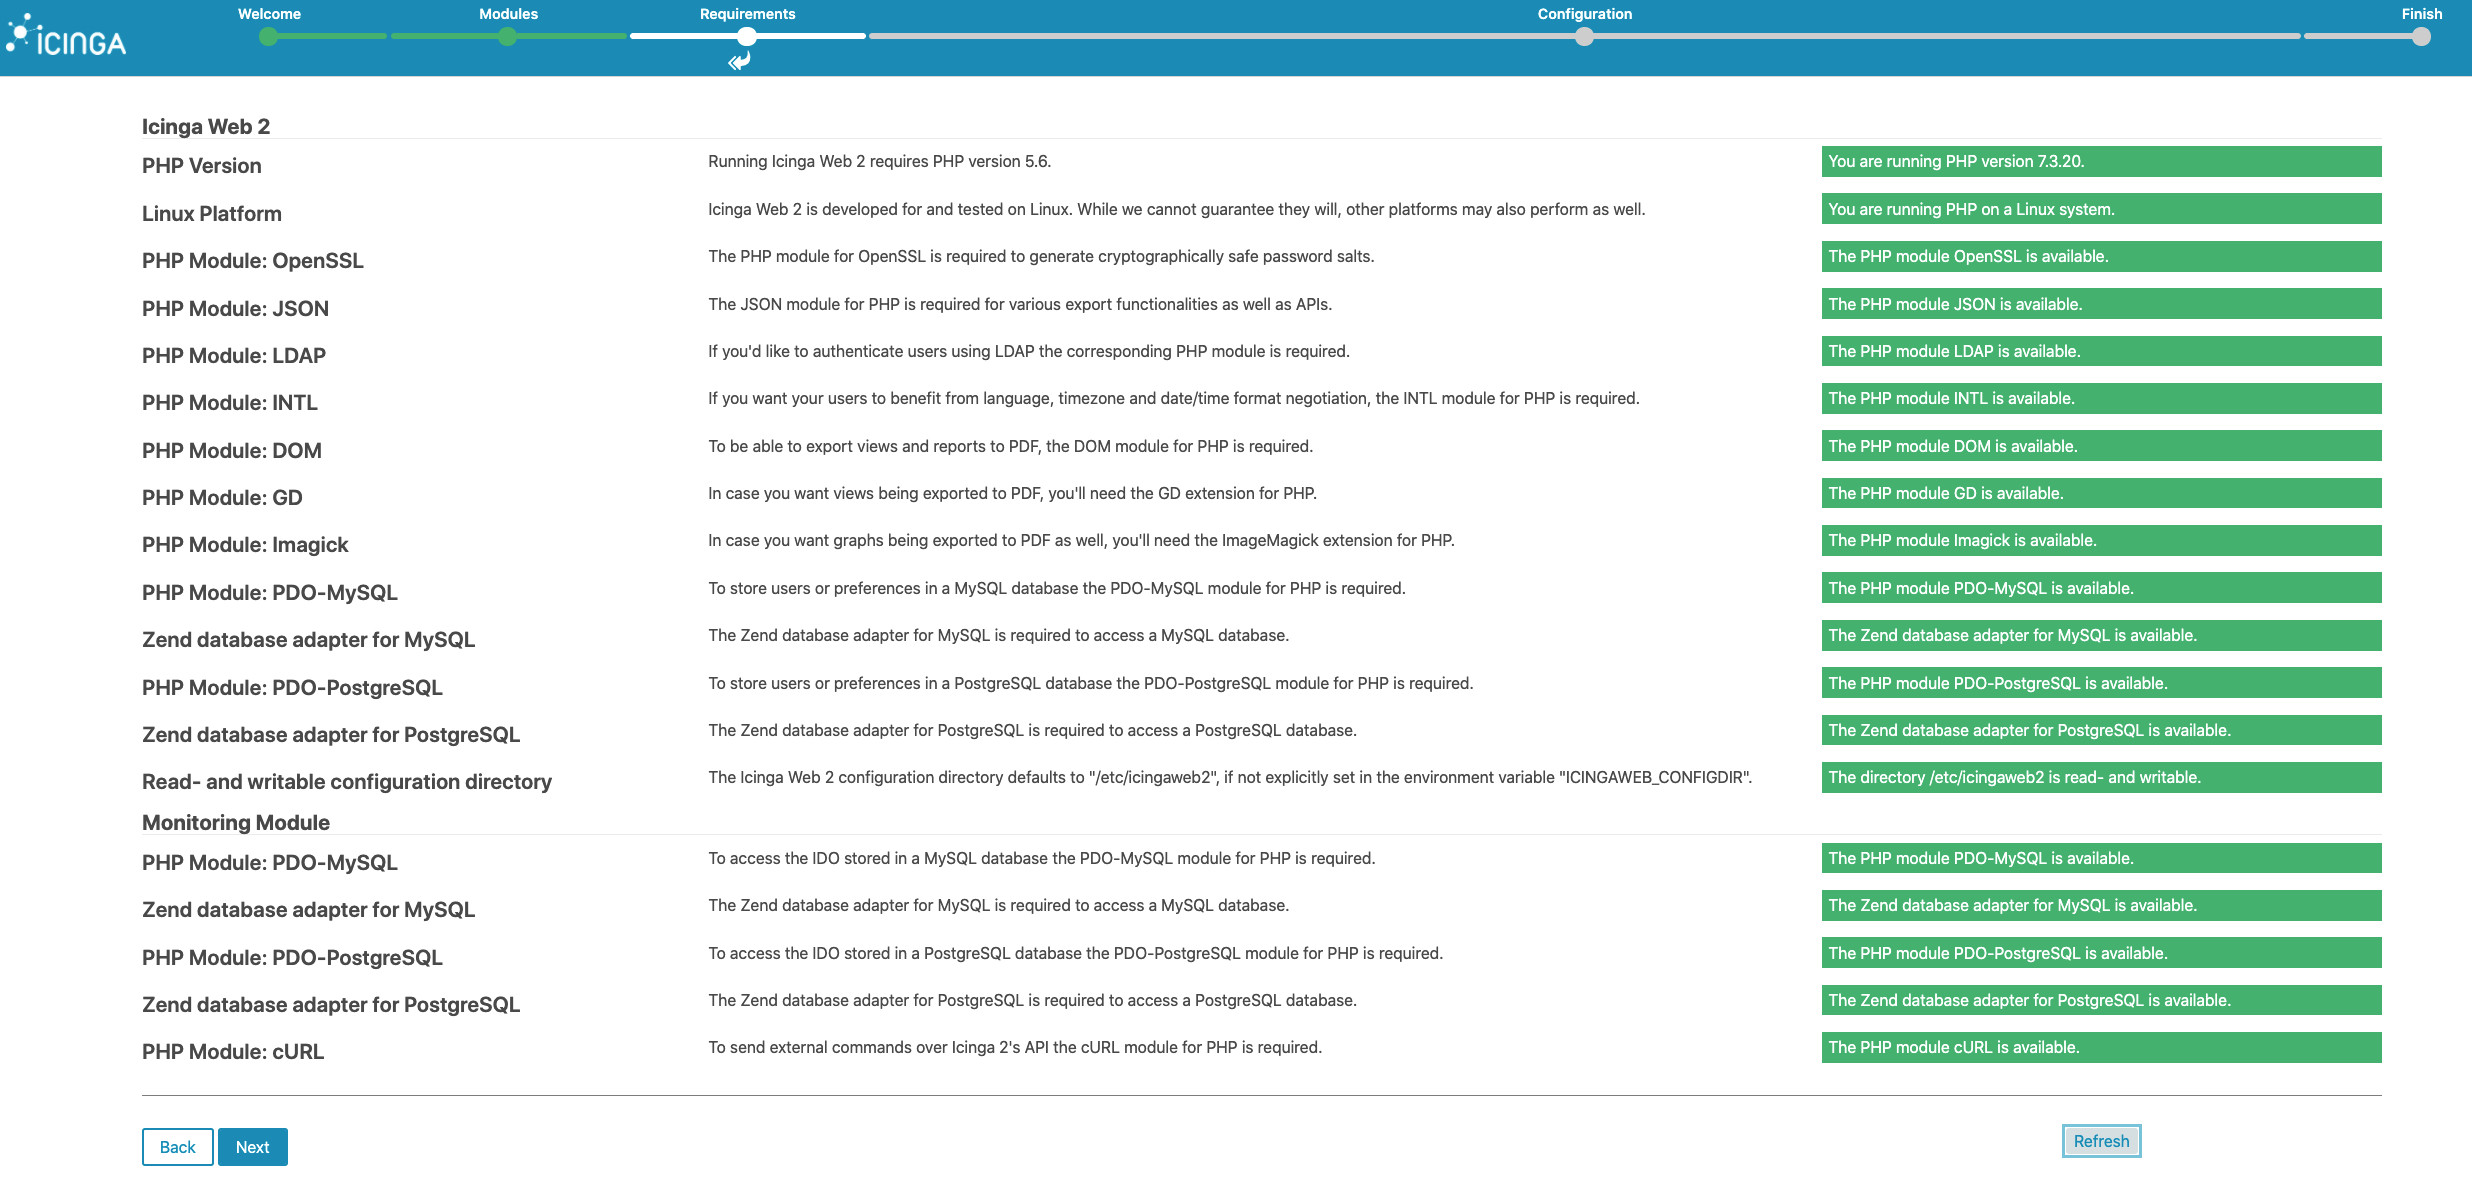 Welcome
Modules
Requirements
Configuration
Finish
ICINGA
Icinga Web 2
PHP Version
Running Icinga Web 2 requires PHP version 5.6.
You are running PHP version 7.3.20.
Linux Platform
Icinga Web 2 is developed for and tested on Linux. While we cannot guarantee they will, other platforms may also perform as well.
You are running PHP on a Linux system.
PHP Module: OpenSSL
The PHP module for OpenSSL is required to generate cryptographically safe password salts.
The PHP module OpenSSL is available.
PHP Module: JSON
The JSON module for PHP is required for various export functionalities as well as APIs.
The PHP module JSON is available.
PHP Module: LDAP
If you'd like to authenticate users using LDAP the corresponding PHP module is required.
The PHP module LDAP is available.
PHP Module: INTL
If you want your users to benefit from language, timezone and date/time format negotiation, the INTL module for PHP is required.
The PHP module INTL is available.
PHP Module: DOM
To be able to export views and reports to PDF, the DOM module for PHP is required.
The PHP module DOM is available.
PHP Module: GD
In case you want views being exported to PDF, you'll need the GD extension for PHP.
The PHP module GD is available.
PHP Module: Imagick
In case you want graphs being exported to PDF as well, you'll need the ImageMagick extension for PHP.
The PHP module Imagick is available.
PHP Module: PDO-MySQL
To store users or preferences in a MySQL database the PDO-MySQL module for PHP is required.
The PHP module PDO-MySQL is available.
Zend database adapter for MySQL
The Zend database adapter for MySQL is required to access a MySQL database.
The Zend database adapter for MySQL is available.
PHP Module: PDO-PostgreSQL
To store users or preferences in a PostgreSQL database the PDO-PostgreSQL module for PHP is required.
The PHP module PDO-PostgreSQL is available.
Zend database adapter for PostgreSQL
The Zend database adapter for PostgreSQL is required to access a PostgreSQL database.
The Zend database adapter for PostgreSQL is available.
Read- and writable configuration directory
The Icinga Web 2 configuration directory defaults to "/etc/icingaweb2", if not explicitly set in the environment variable "ICINGAWEB_CONFIGDIR".
The directory /etc/icingaweb2 is read- and writable.
Monitoring Module
PHP Module: PDO-MySQL
To access the IDO stored in a MySQL database the PDO-MySQL module for PHP is required.
The PHP module PDO-MySQL is available.
Zend database adapter for MySQL
The Zend database adapter for MySQL is required to access a MySQL database.
The Zend database adapter for MySQL is available.
PHP Module: PDO-PostgreSQL
To access the IDO stored in a PostgreSQL database the PDO-PostgreSQL module for PHP is required.
The PHP module PDO-PostgreSQL is available.
Zend database adapter for PostgreSQL
The Zend database adapter for PostgreSQL is required to access a PostgreSQL database.
The Zend database adapter for PostgreSQL is available.
PHP Module: cURL
To send external commands over Icinga 2's API the cURL module for PHP is required.
The PHP module cURL is available.
Back
Next
Refresh